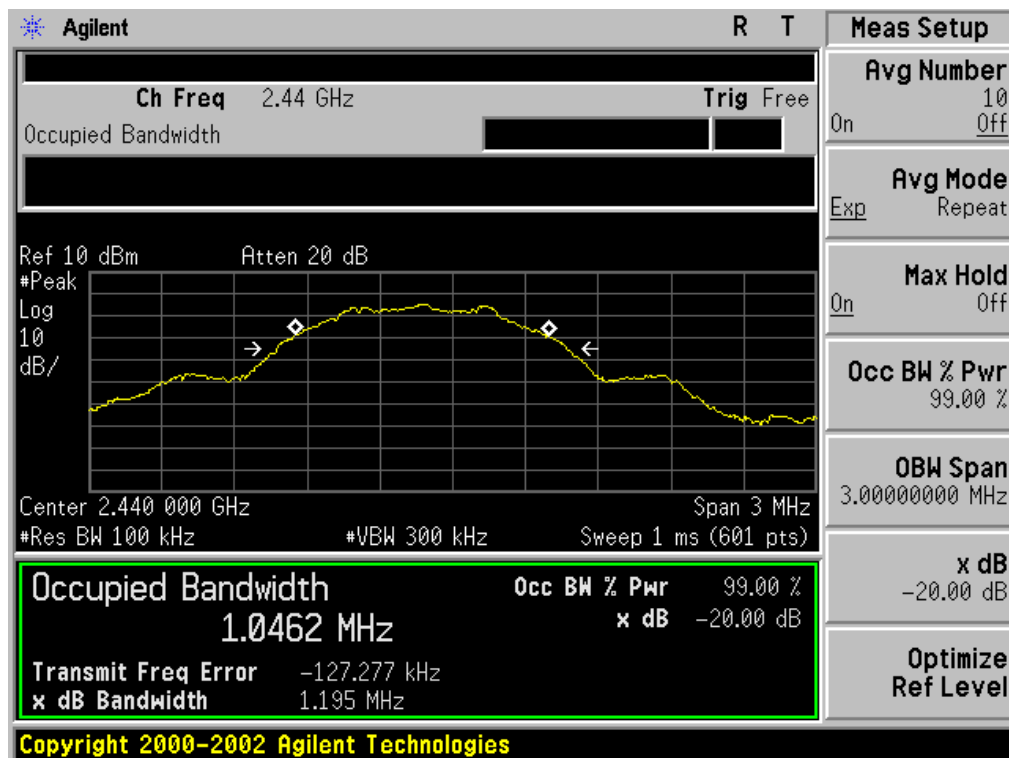 Agilent R T
Ch Freq 2.44 GHz Trig Free
Occupied Bandwidth
Ref 10 dBm Atten 20 dB
#Peak
Log
10
dB/
Center 2.440 000 GHz Span 3 MHz
#Res BW 100 kHz #VBW 300 kHz Sweep 1 ms (601 pts)
Occupied Bandwidth Occ BW % Pwr 99.00 %
1.0462 MHz x dB -20.00 dB
Transmit Freq Error -127.277 kHz
x dB Bandwidth 1.195 MHz
Copyright 2000-2002 Agilent Technologies
Meas Setup
Avg Number
10
On Off
Avg Mode
Exp Repeat
Max Hold
On Off
Occ BW % Pwr
99.00 %
OBW Span
3.00000000 MHz
x dB
-20.00 dB
Optimize
Ref Level